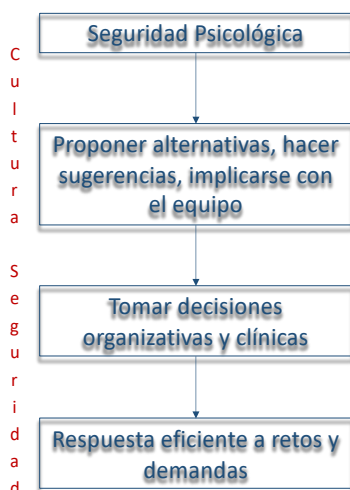 Cultura Seguridad
Seguridad Psicológica
Proponer alternativas, hacer
sugerencias, implicarse con
el equipo
Tomar decisiones
organizativas y clínicas
Respuesta eficiente a retos y
demandas